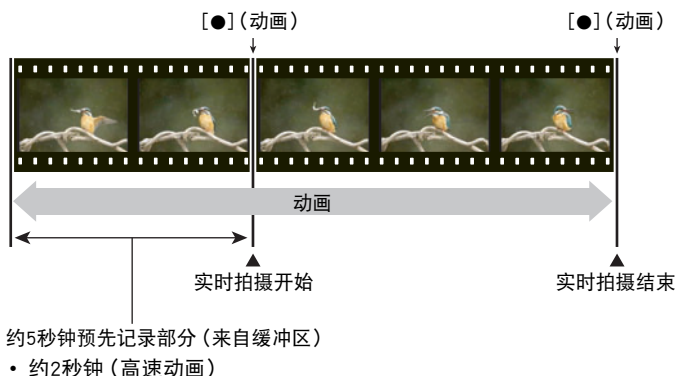 [●](动画) [●](动画)
动画
实时拍摄开始 实时拍摄结束
约5秒钟预先记录部分(来自缓冲区)
• 约2秒钟(高速动画)